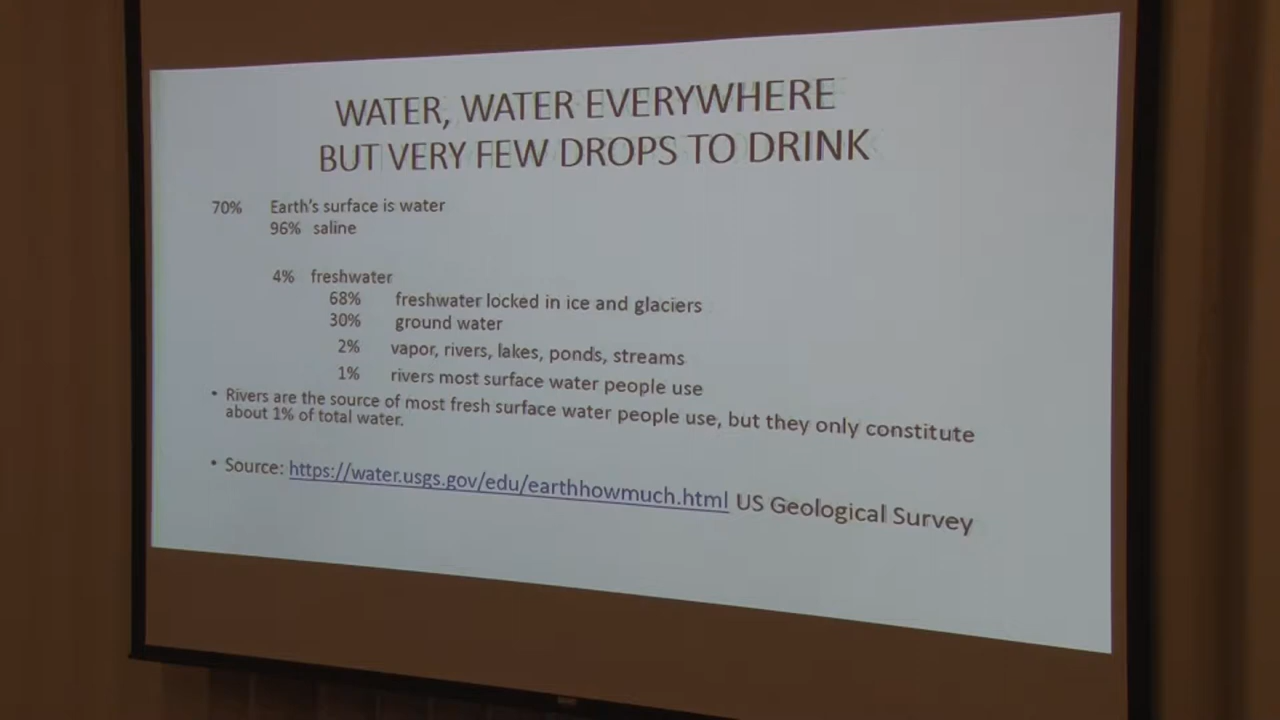 WATER, WATER EVERYWHERE
BUT VERY FEW DROPS TO DRINK
70% Earth's surface is water
96% saline
4% freshwater
68% freshwater locked in ice and glaciers
30% ground water
2% vapor, rivers, lakes, ponds, streams
1% rivers most surface water people use
• Rivers are the source of most fresh surface water people use, but they only constitute
about 1% of total water.
• Source: https://water.usgs.gov/edu/earthhowmuch.html US Geological Survey